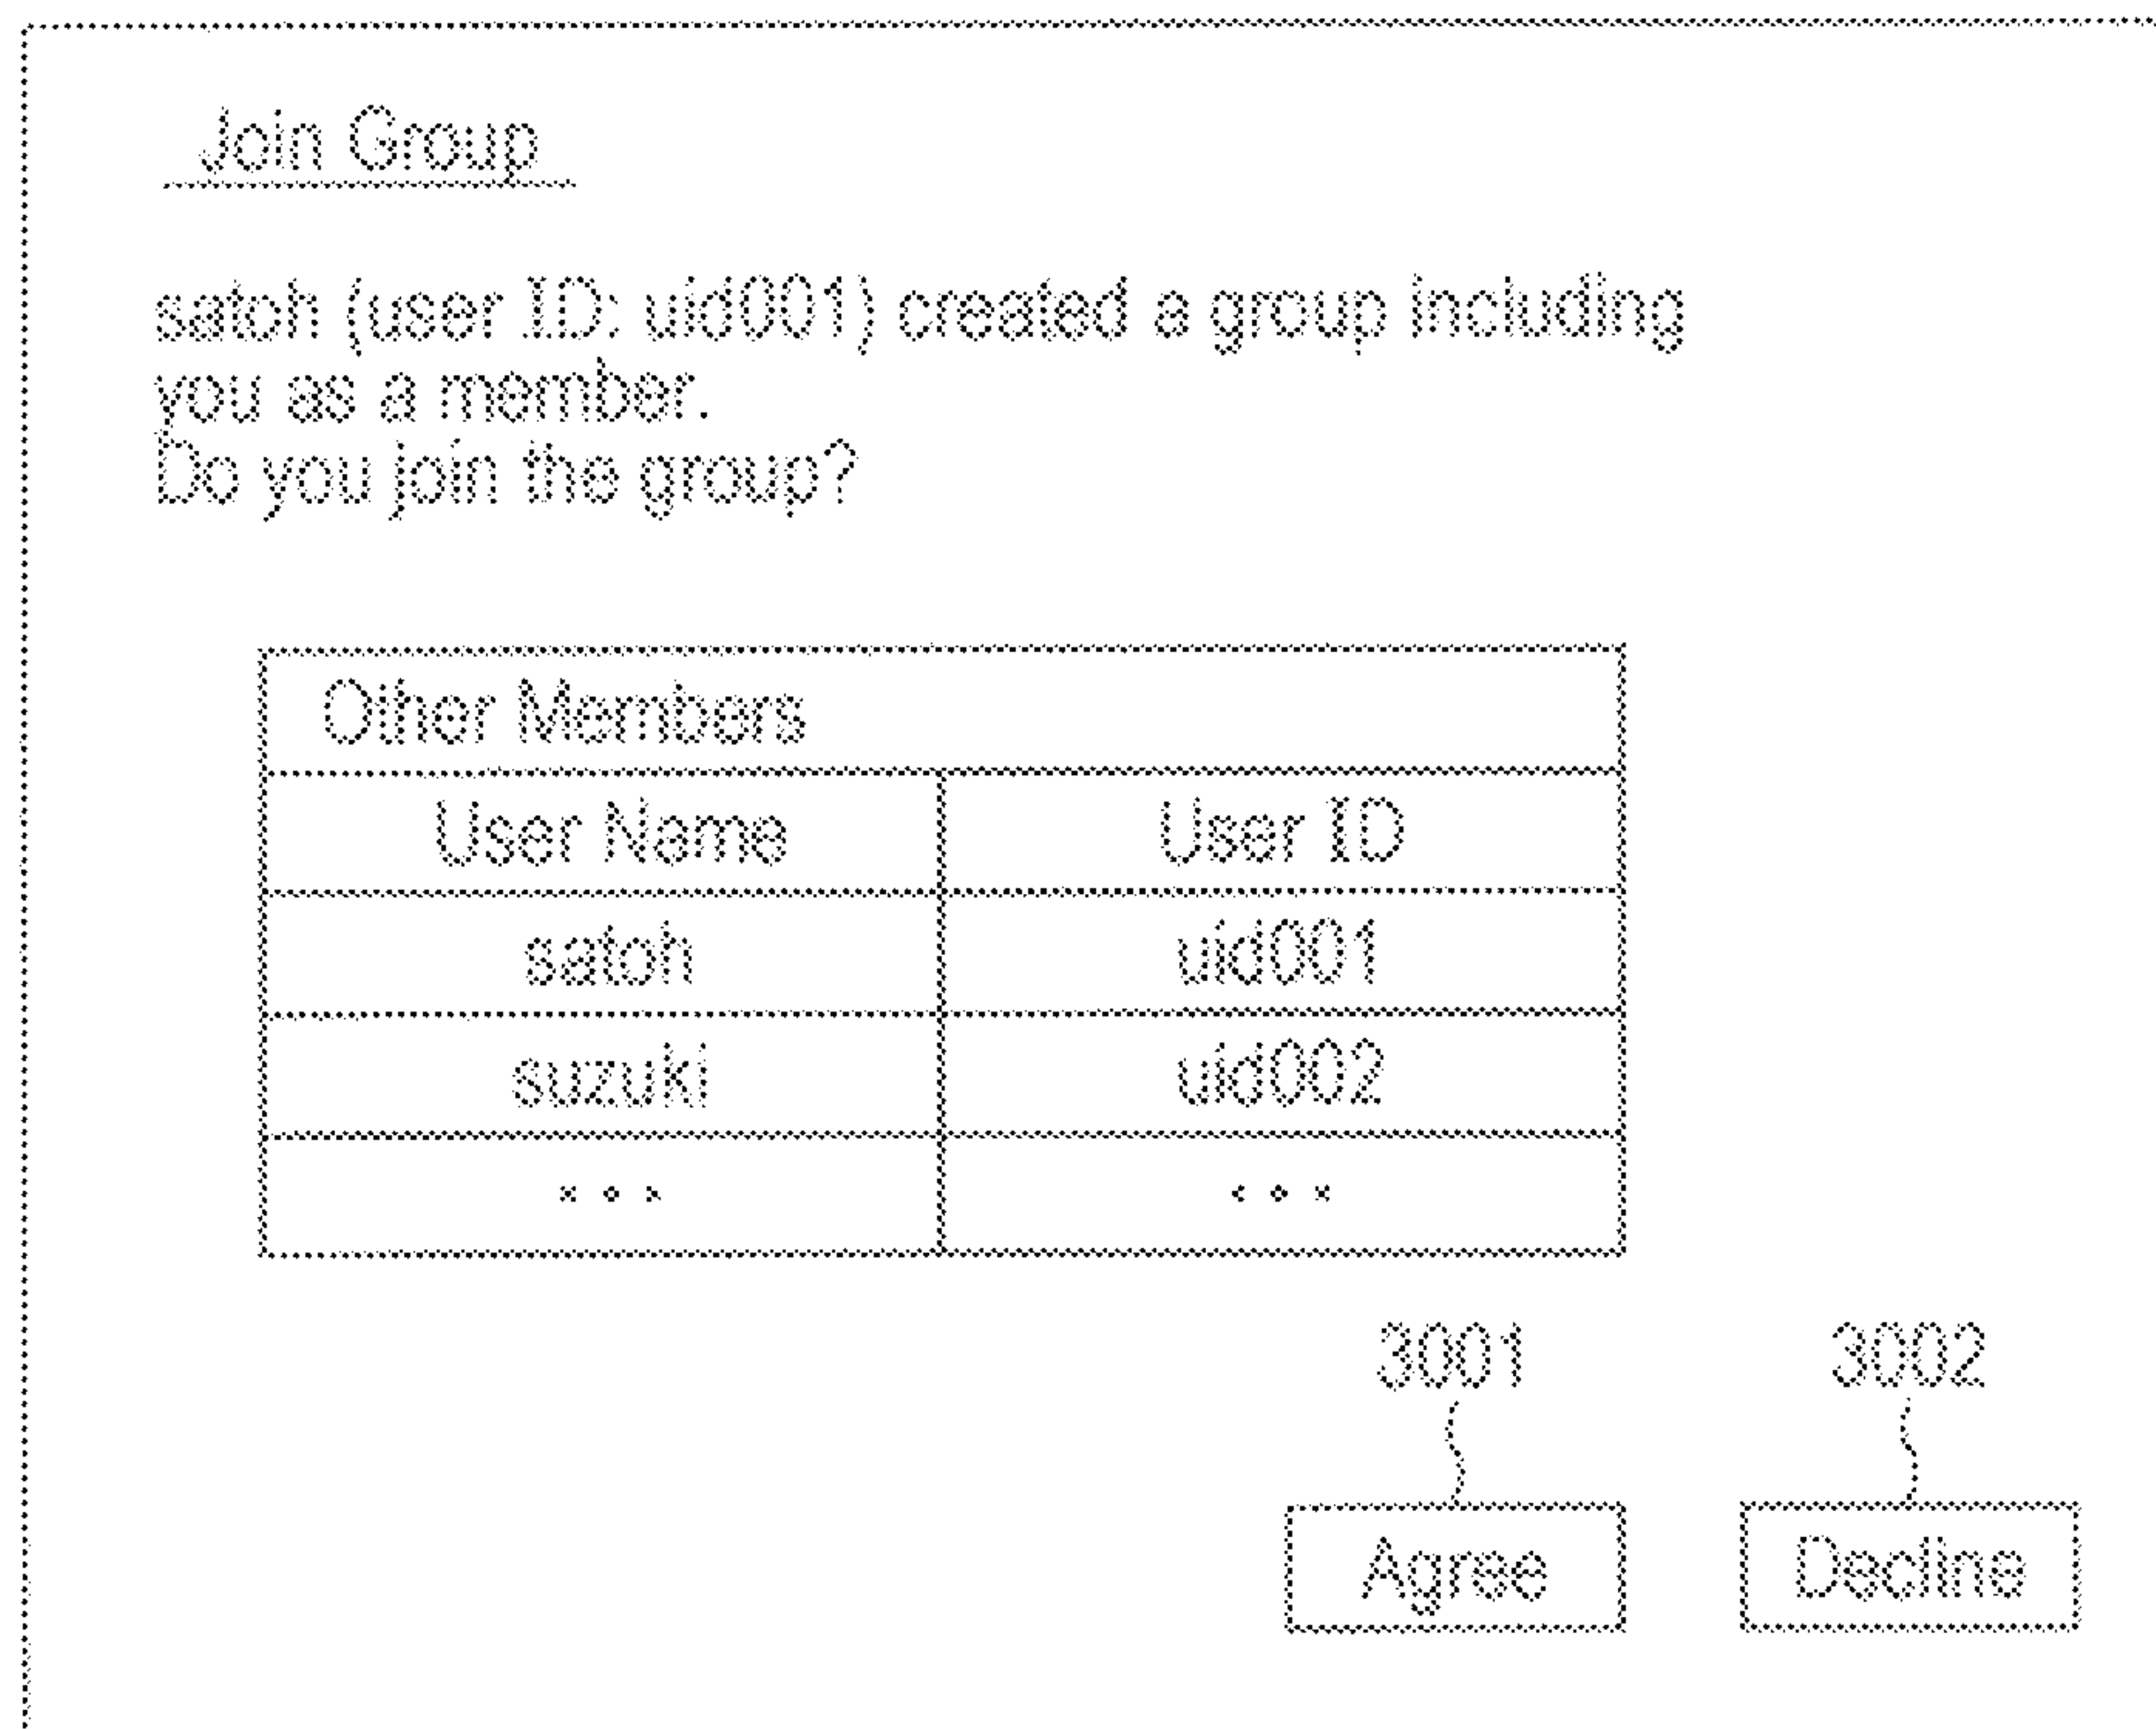 Join Group
satoh (user ID: uid001) created a group including
you as a member.
Do you join the group?
Other Members
User Name User ID
satoh uid001
suzuki uid002
... ...
3001 3002
Agree Decline